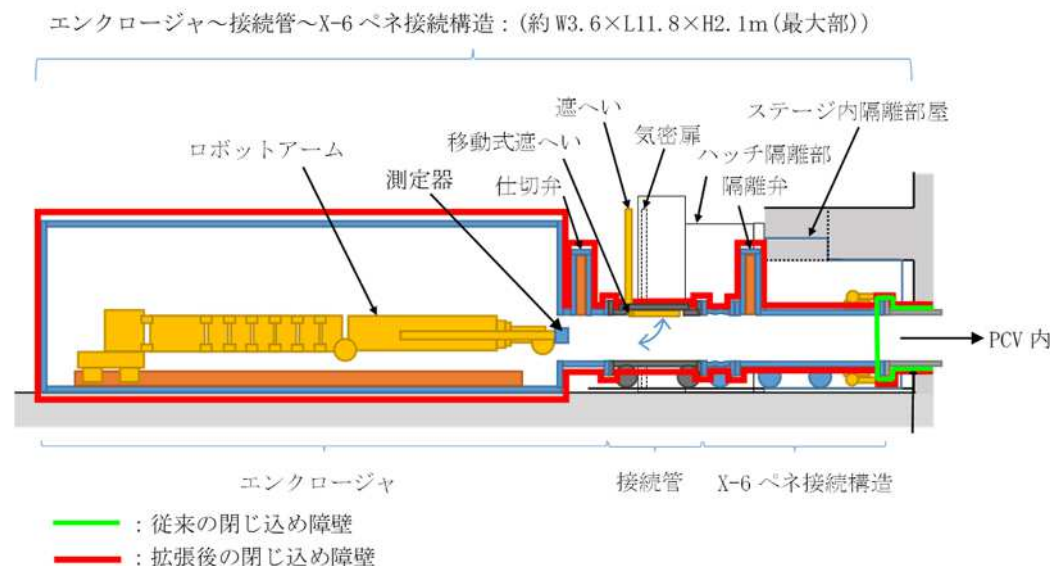 エンクロージャ～接続管～X-6 ペネ接続構造：(約 W3.6×L11.8×H2.1m(最大部))
遮へい
ステージ内隔離部屋
気密扉
移動式遮へい
ハッチ隔離部
ロボットアーム
測定器
仕切弁
隔離弁
PCV 内
エンクロージャ
接続管
X-6 ペネ接続構造
：従来の閉じ込め障壁
：拡張後の閉じ込め障壁